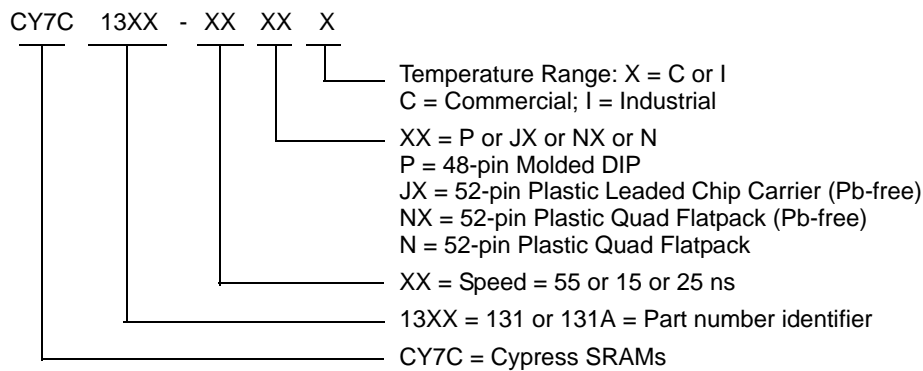 CY7C 13XX - XX XX X
Temperature Range: X = C or I
C = Commercial; I = Industrial
XX = P or JX or NX or N
P = 48-pin Molded DIP
JX = 52-pin Plastic Leaded Chip Carrier (Pb-free)
NX = 52-pin Plastic Quad Flatpack (Pb-free)
N = 52-pin Plastic Quad Flatpack
XX = Speed = 55 or 15 or 25 ns
13XX = 131 or 131A = Part number identifier
CY7C = Cypress SRAMs